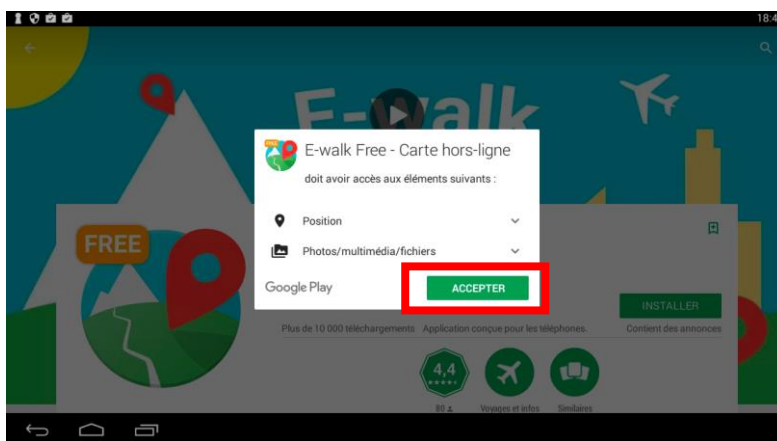 18:4
E-walk
FREE
E-walk Free - Carte hors-ligne
doit avoir accès aux éléments suivants :
Position
Photos/multimédia/fichiers
Google Play
ACCEPTER
FREE
INSTALLER
Plus de 10 000 téléchargements
Application conçue pour les téléphones.
Contient des annonces
4,4
80
Voyages et infos
Similaires